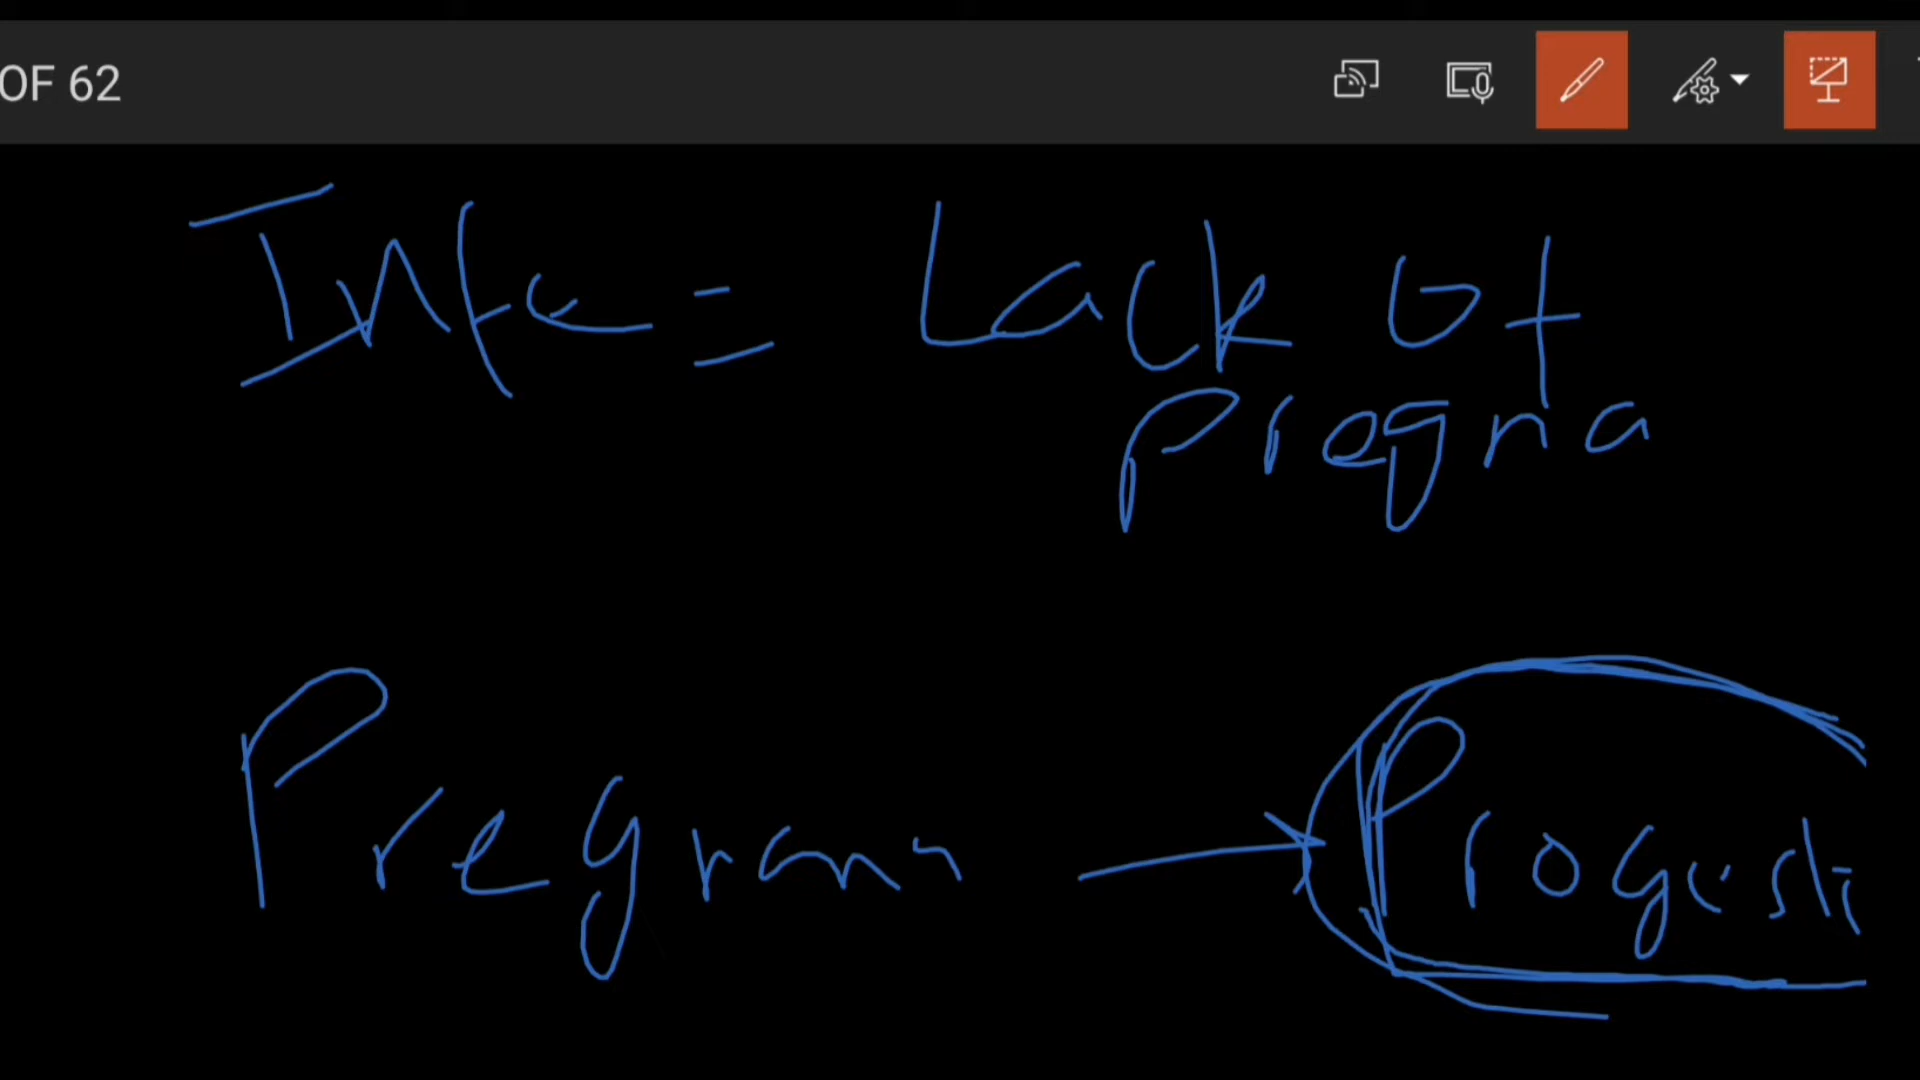 OF 62
Infe = Lack of
Pregna
Pregnan → Progesti